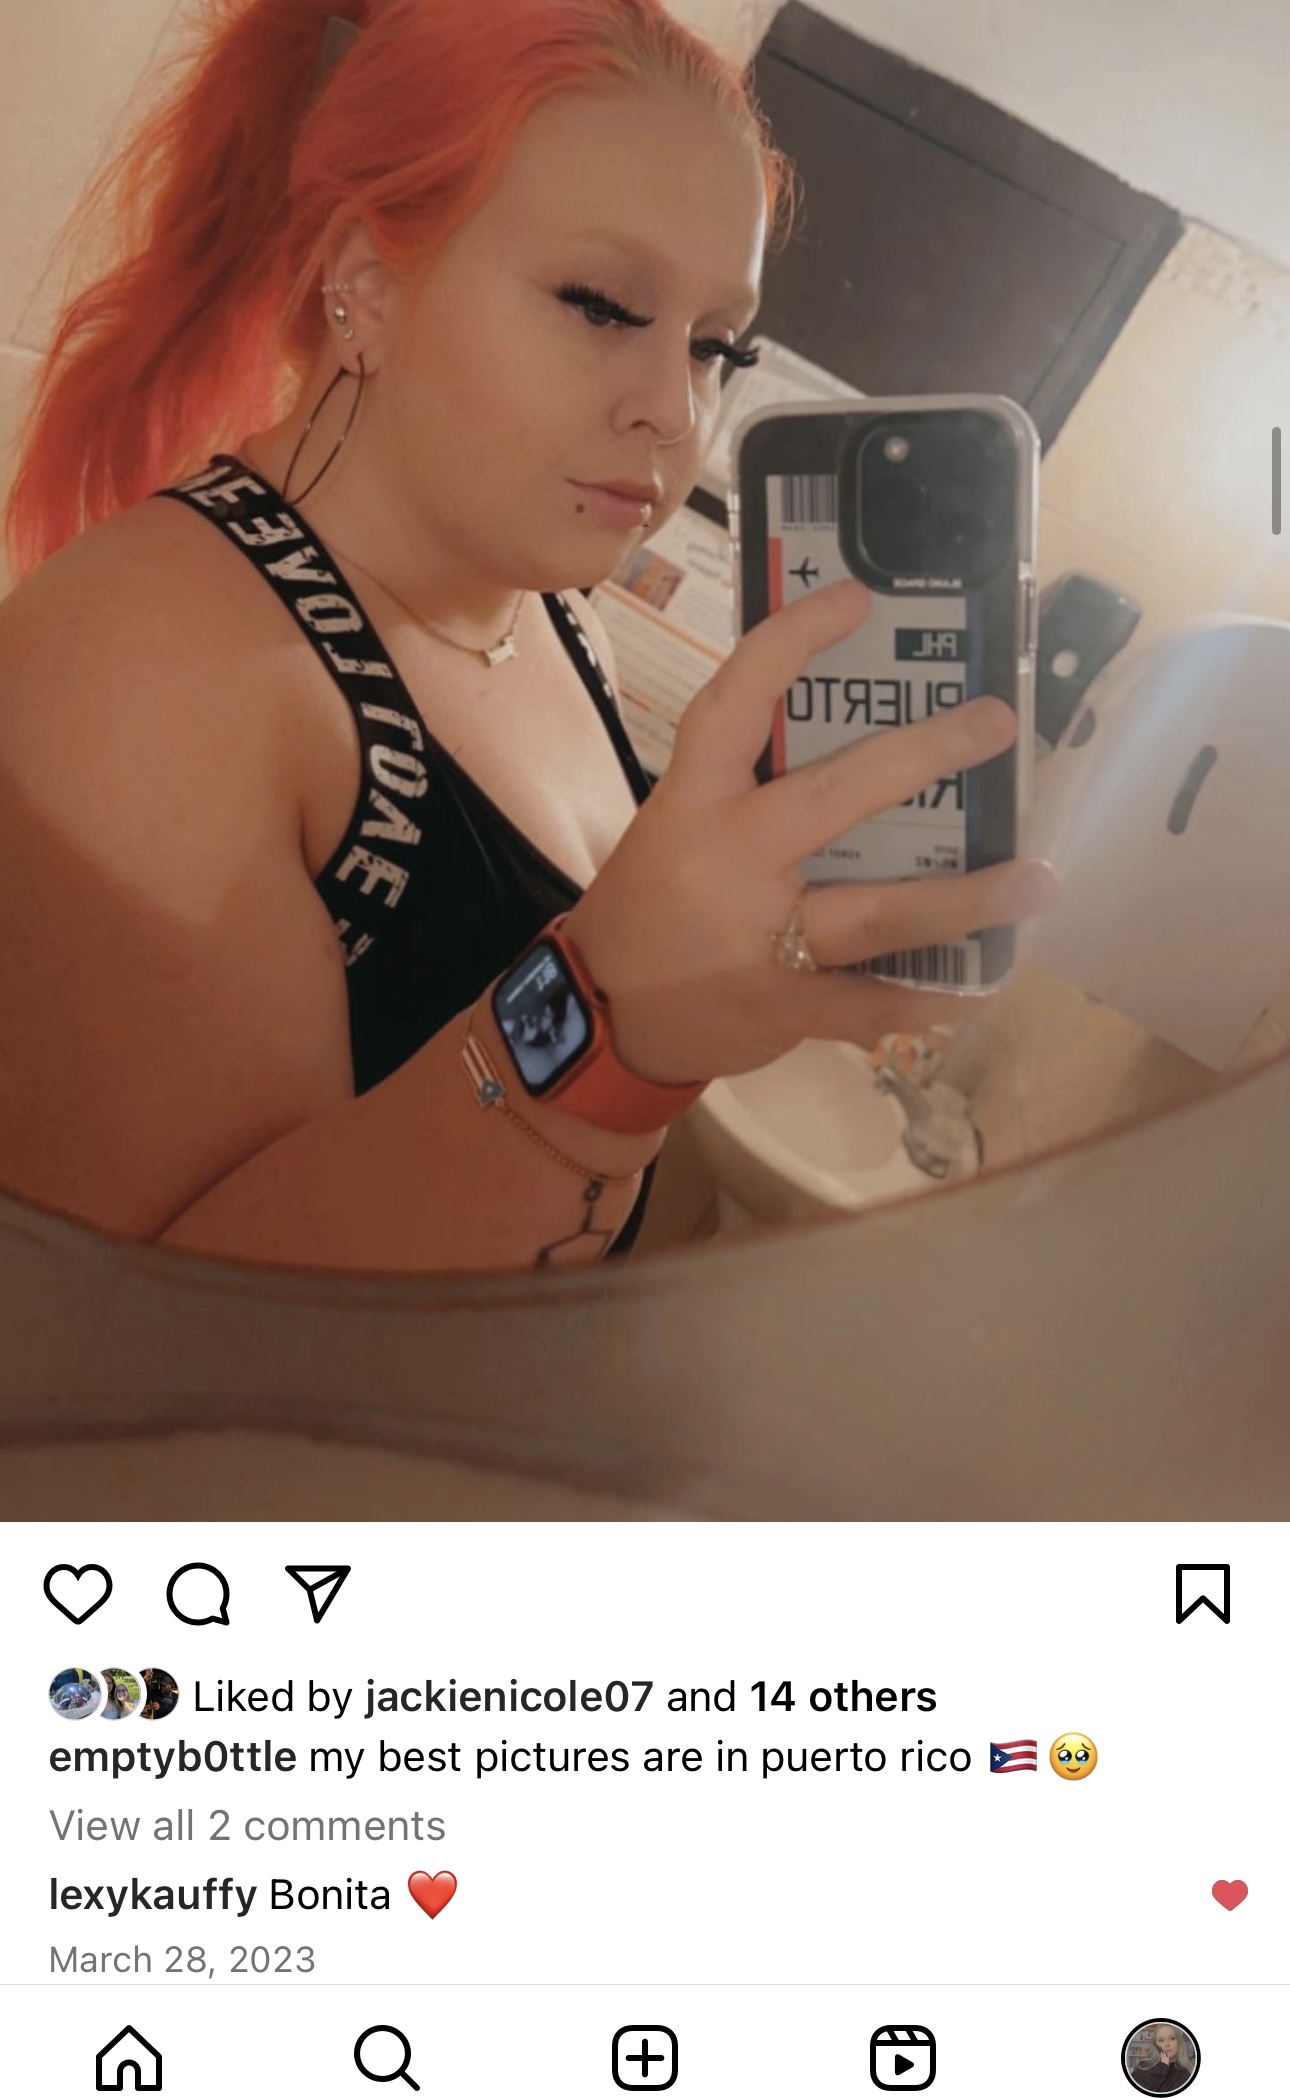 LOVE
LOVE
PHL
PUERTO
Liked by jackienicole07 and 14 others
emptyb0ttle my best pictures are in puerto rico 🇵🇷 🥹
View all 2 comments
lexykauffy Bonita ❤️
March 28, 2023